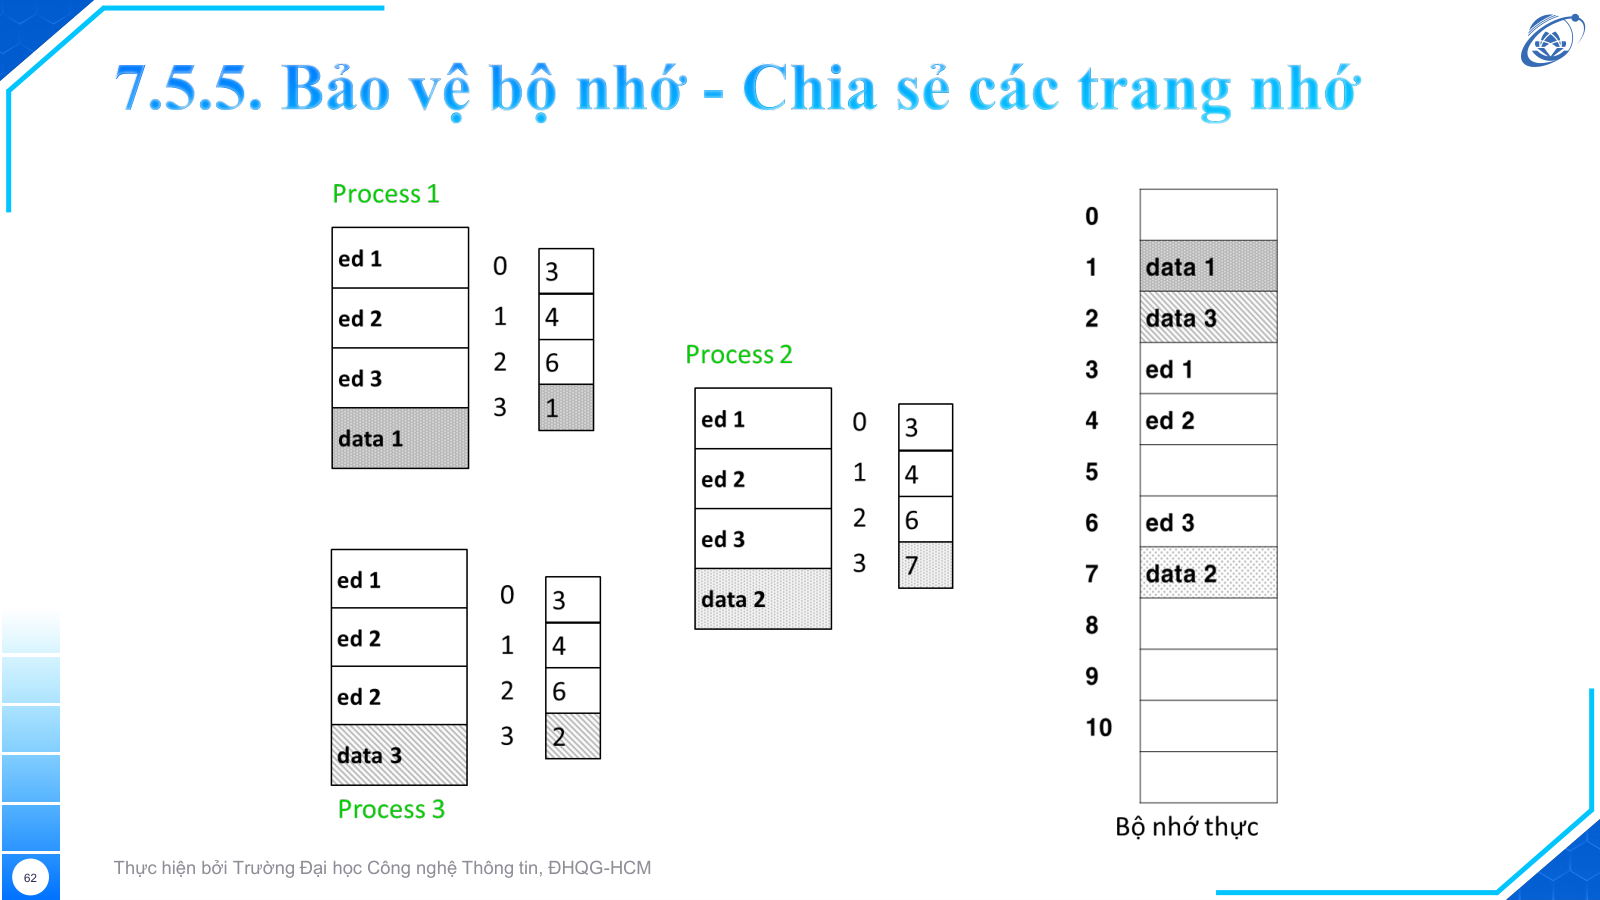 7.5.5. Bảo vệ bộ nhớ - Chia sẻ các trang nhớ
Process 1
ed 1
ed 2
ed 3
data 1
0 3
1 4
2 6
3 1
Process 2
ed 1
ed 2
ed 3
data 2
0 3
1 4
2 6
3 7
ed 1
ed 2
ed 2
data 3
0 3
1 4
2 6
3 2
Process 3
0
1 data 1
2 data 3
3 ed 1
4 ed 2
5
6 ed 3
7 data 2
8
9
10
Bộ nhớ thực
Thực hiện bởi Trường Đại học Công nghệ Thông tin, ĐHQG-HCM
62